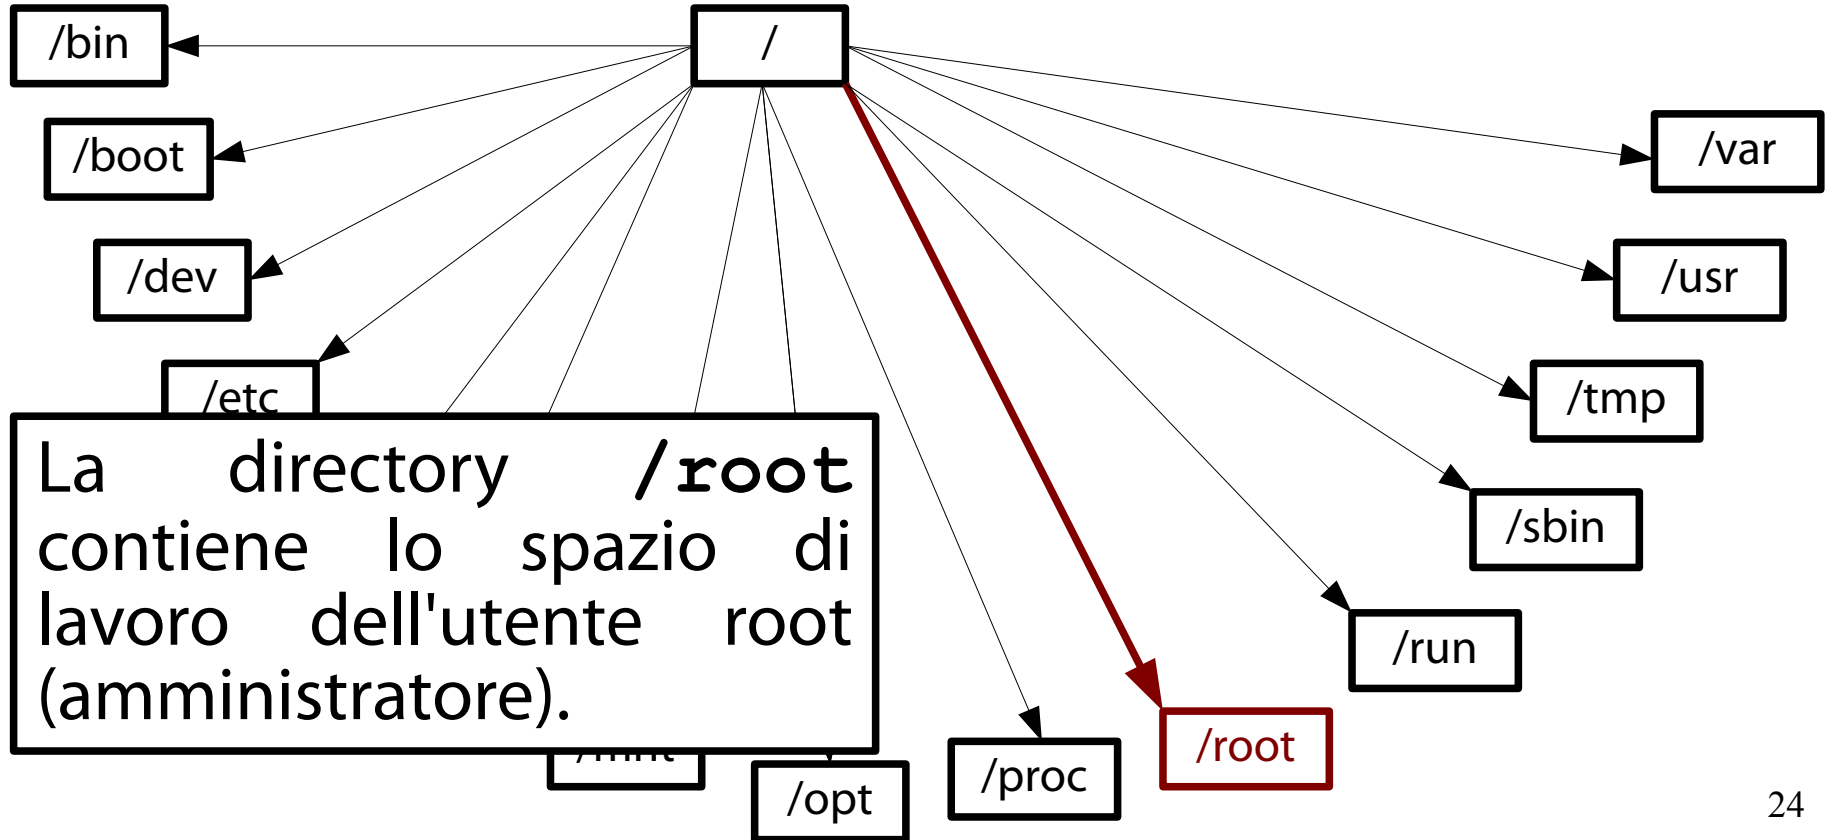 /bin
/
/boot
/var
/dev
/usr
/etc
/tmp
La directory /root
contiene lo spazio di
lavoro dell'utente root
(amministratore).
/sbin
/run
/root
/mnt
/proc
/opt
24